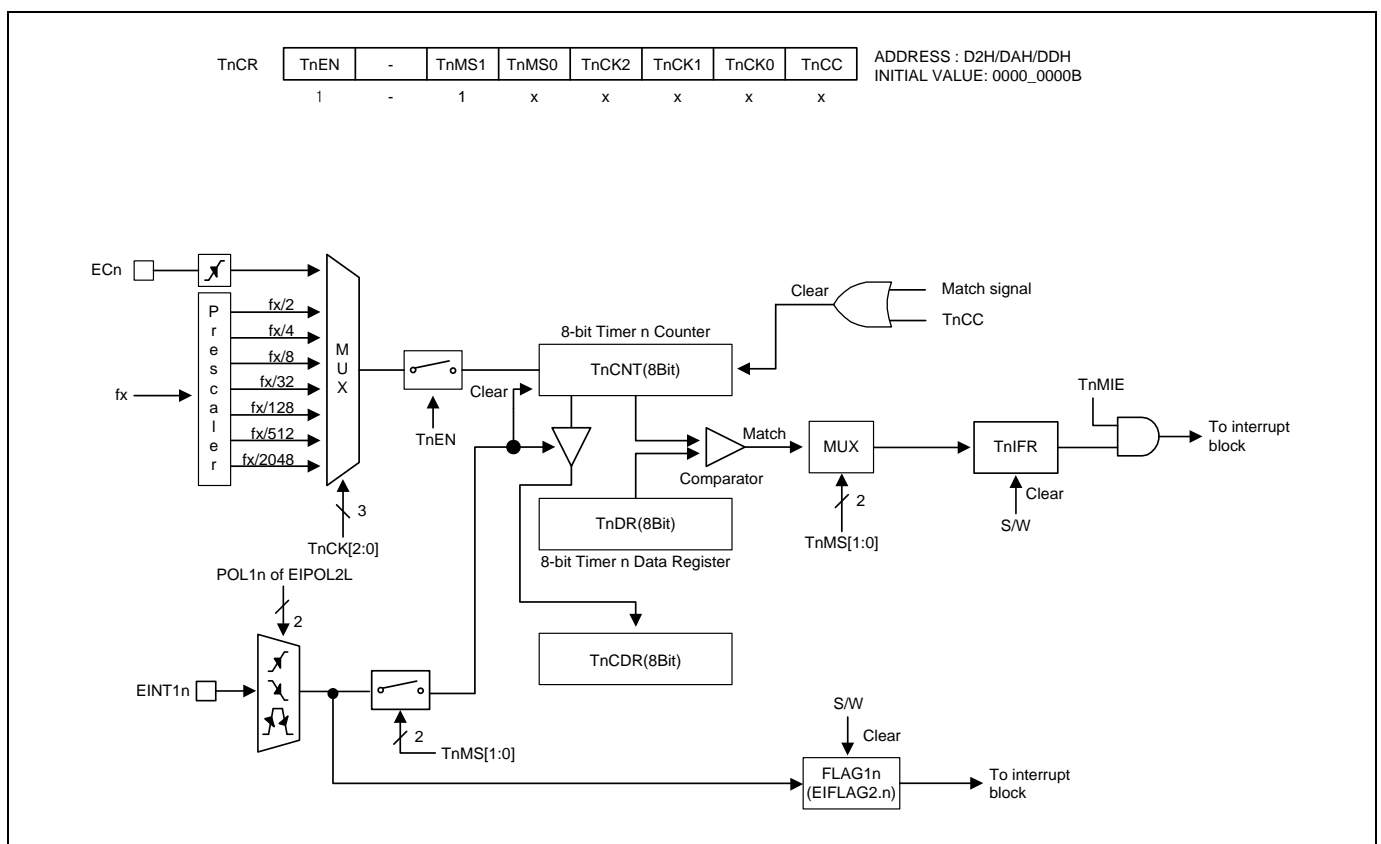 TnCR TnEN - TnMS1 TnMS0 TnCK2 TnCK1 TnCK0 TnCC
ADDRESS : D2H/DAH/DDH
INITIAL VALUE: 0000_0000B
1 - 1 x x x x x
ECn
Prescaler
fx/2
fx/4
fx/8
fx/32
fx/128
fx/512
fx/2048
fx
MUX
3
TnCK[2:0]
TnEN
Clear
8-bit Timer n Counter
TnCNT(8Bit)
Clear
Match signal
TnCC
Match
Comparator
TnDR(8Bit)
8-bit Timer n Data Register
TnCDR(8Bit)
MUX
2
TnMS[1:0]
TnIFR
Clear
S/W
TnMIE
To interrupt
block
POL1n of EIPOL2L
2
EINT1n
2
TnMS[1:0]
S/W
Clear
FLAG1n
(EIFLAG2.n)
To interrupt
block